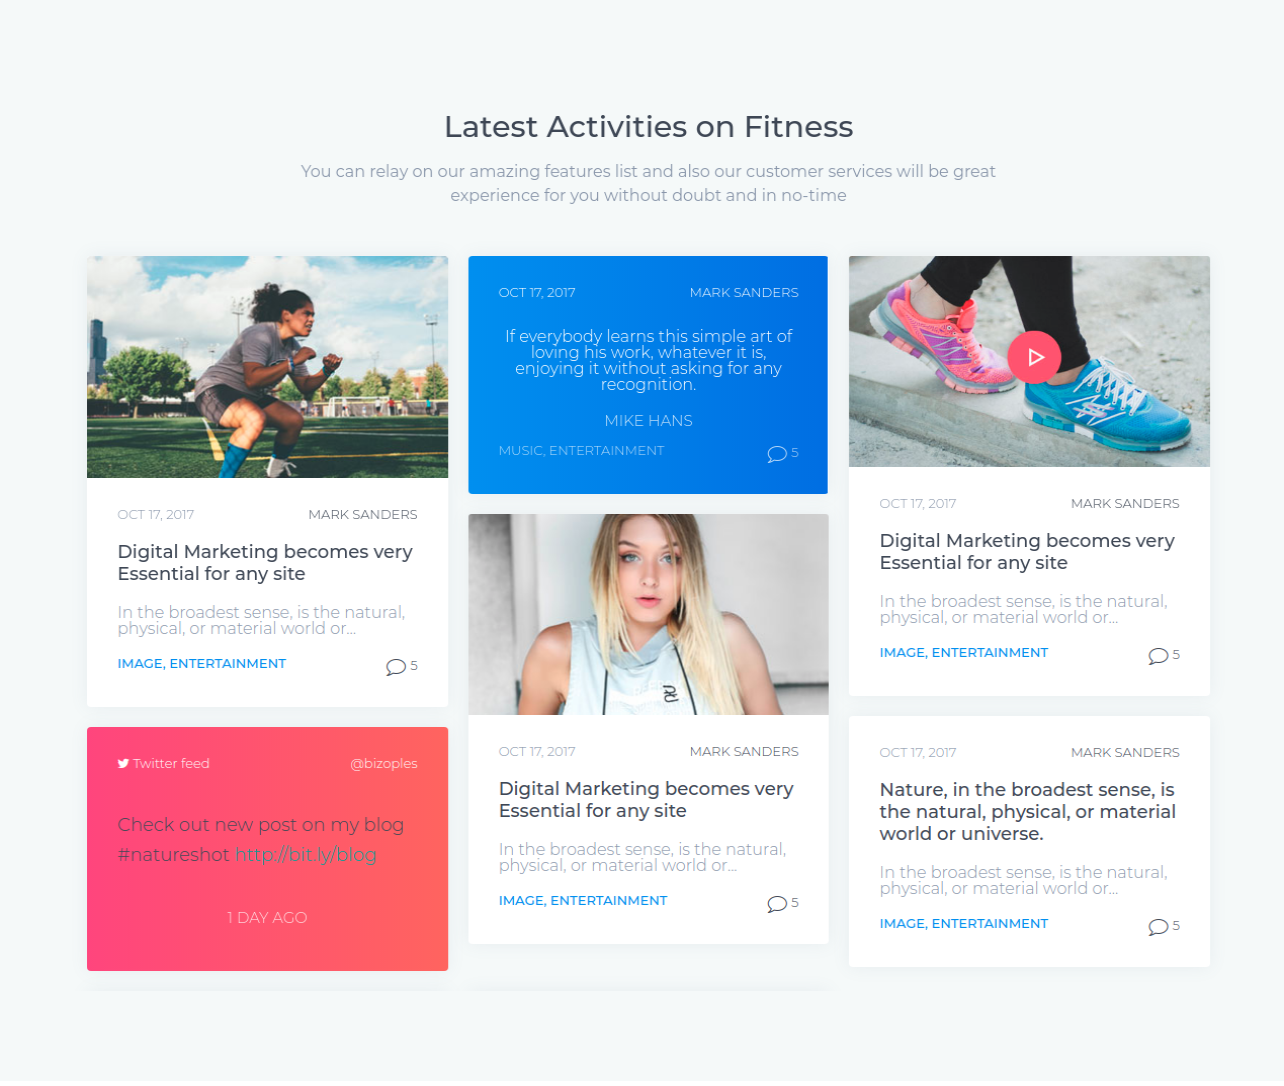 Latest Activities on Fitness
You can relay on our amazing features list and also our customer services will be great
experience for you without doubt and in no-time
OCT 17, 2017
MARK SANDERS
Digital Marketing becomes very
Essential for any site
In the broadest sense, is the natural,
physical, or material world or...
IMAGE, ENTERTAINMENT
5
Twitter feed
@bizoples
Check out new post on my blog
#natureshot http://bit.ly/blog
1 DAY AGO
OCT 17, 2017
MARK SANDERS
If everybody learns this simple art of
loving his work, whatever it is,
enjoying it without asking for any
recognition.
MIKE HANS
MUSIC, ENTERTAINMENT
5
OCT 17, 2017
MARK SANDERS
Digital Marketing becomes very
Essential for any site
In the broadest sense, is the natural,
physical, or material world or...
IMAGE, ENTERTAINMENT
5
OCT 17, 2017
MARK SANDERS
Digital Marketing becomes very
Essential for any site
In the broadest sense, is the natural,
physical, or material world or...
IMAGE, ENTERTAINMENT
5
OCT 17, 2017
MARK SANDERS
Nature, in the broadest sense, is
the natural, physical, or material
world or universe.
In the broadest sense, is the natural,
physical, or material world or...
IMAGE, ENTERTAINMENT
5